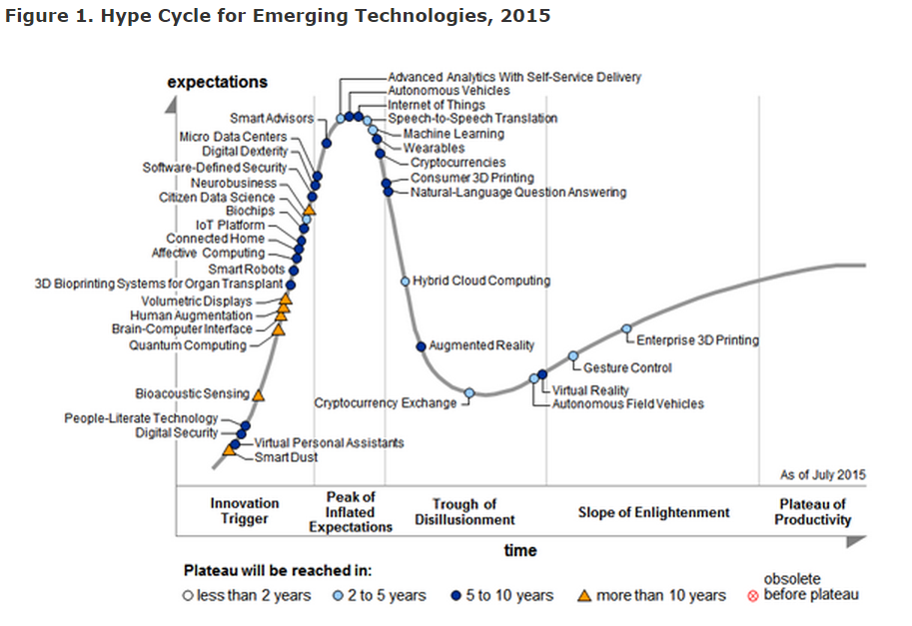 Figure 1. Hype Cycle for Emerging Technologies, 2015
expectations
Advanced Analytics With Self-Service Delivery
Autonomous Vehicles
Internet of Things
Smart Advisors
Speech-to-Speech Translation
Micro Data Centers
Machine Learning
Digital Dexterity
Wearables
Software-Defined Security
Cryptocurrencies
Neurobusiness
Consumer 3D Printing
Citizen Data Science
Natural-Language Question Answering
Biochips
IoT Platform
Connected Home
Affective Computing
Smart Robots
3D Bioprinting Systems for Organ Transplant
Hybrid Cloud Computing
Volumetric Displays
Human Augmentation
Brain-Computer Interface
Quantum Computing
Augmented Reality
Enterprise 3D Printing
Gesture Control
Bioacoustic Sensing
Virtual Reality
Cryptocurrency Exchange
Autonomous Field Vehicles
People-Literate Technology
Digital Security
Virtual Personal Assistants
Smart Dust
As of July 2015
Innovation
Trigger
Peak of
Inflated
Expectations
Trough of
Disillusionment
Slope of Enlightenment
Plateau of
Productivity
time
Plateau will be reached in:
less than 2 years
2 to 5 years
5 to 10 years
more than 10 years
obsolete
before plateau